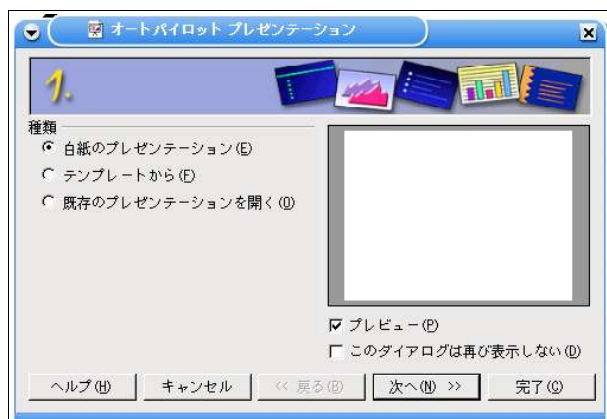 オートパイロット プレゼンテーション
1.
種類
白紙のプレゼンテーション(E)
テンプレートから(F)
既存のプレゼンテーションを開く(O)
プレビュー(P)
このダイアログは再び表示しない(D)
ヘルプ(H)
キャンセル
<< 戻る(B)
次へ(N) >>
完了(C)